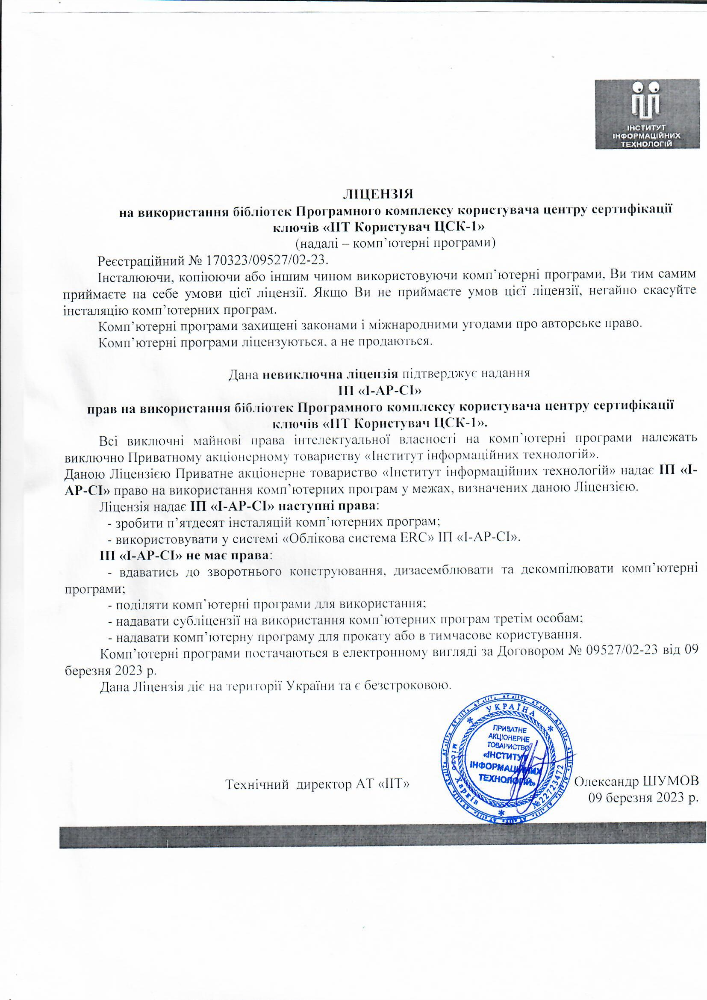 ІНСТИТУТ
ІНФОРМАЦІЙНИХ
ТЕХНОЛОГІЙ
ЛІЦЕНЗІЯ
на використання бібліотек Програмного комплексу користувача центру сертифікації
ключів «ІІТ Користувач ЦСК-1»
(надалі – комп’ютерні програми)
Реєстраційний № 170323/09527/02-23.
Інсталюючи, копіюючи або іншим чином використовуючи комп’ютерні програми, Ви тим самим
приймаєте на себе умови цієї ліцензії. Якщо Ви не приймаєте умов цієї ліцензії, негайно скасуйте
інсталяцію комп’ютерних програм.
Комп’ютерні програми захищені законами і міжнародними угодами про авторське право.
Комп’ютерні програми ліцензуються, а не продаються.
Дана невиключна ліцензія підтверджує надання
ІП «І-АР-СІ»
прав на використання бібліотек Програмного комплексу користувача центру сертифікації
ключів «ІІТ Користувач ЦСК-1».
Всі виключні майнові права інтелектуальної власності на комп’ютерні програми належать
виключно Приватному акціонерному товариству «Інститут інформаційних технологій».
Даною Ліцензією Приватне акціонерне товариство «Інститут інформаційних технологій» надає ІП «І-
АР-СІ» право на використання комп’ютерних програм у межах, визначених даною Ліцензією.
Ліцензія надає ІП «І-АР-СІ» наступні права:
- зробити п’ятдесят інсталяцій комп’ютерних програм;
- використовувати у системі «Облікова система ERC» ІП «І-АР-СІ».
ІП «І-АР-СІ» не має права:
- вдаватись до зворотнього конструювання, дизасемблювати та декомпілювати комп’ютерні
програми;
- поділяти комп’ютерні програми для використання;
- надавати субліцензії на використання комп’ютерних програм третім особам;
- надавати комп’ютерну програму для прокату або в тимчасове користування.
Комп’ютерні програми постачаються в електронному вигляді за Договором № 09527/02-23 від 09
березня 2023 р.
Дана Ліцензія діє на території України та є безстроковою.
УКРАЇНА
ПРИВАТНЕ
АКЦІОНЕРНЕ
ТОВАРИСТВО
«ІНСТИТУТ
ІНФОРМАЦІЙНИХ
ТЕХНОЛОГІЙ»
місто Харків
№22723472
Технічний директор АТ «ІІТ»
Олександр ШУМОВ
09 березня 2023 р.